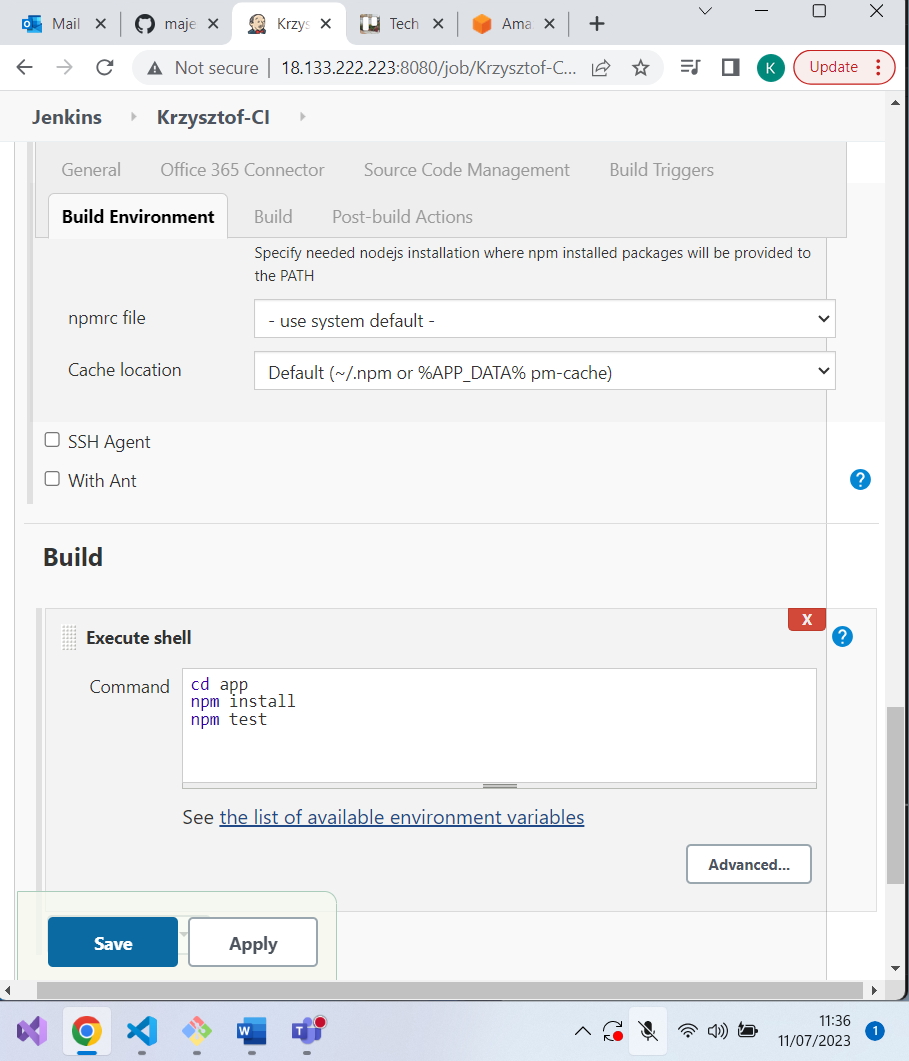 Mail
maje
Krzys
Tech
Ama
Not secure
18.133.222.223:8080/job/Krzysztof-C...
K
Update
Jenkins
Krzysztof-CI
General
Office 365 Connector
Source Code Management
Build Triggers
Build Environment
Build
Post-build Actions
Specify needed nodejs installation where npm installed packages will be provided to
the PATH
npmrc file
- use system default -
Cache location
Default (~/.npm or %APP_DATA% pm-cache)
SSH Agent
With Ant
?
Build
X
Execute shell
?
Command
cd app
npm install
npm test
See the list of available environment variables
Advanced...
Save
Apply
W
T
11:36
11/07/2023
1